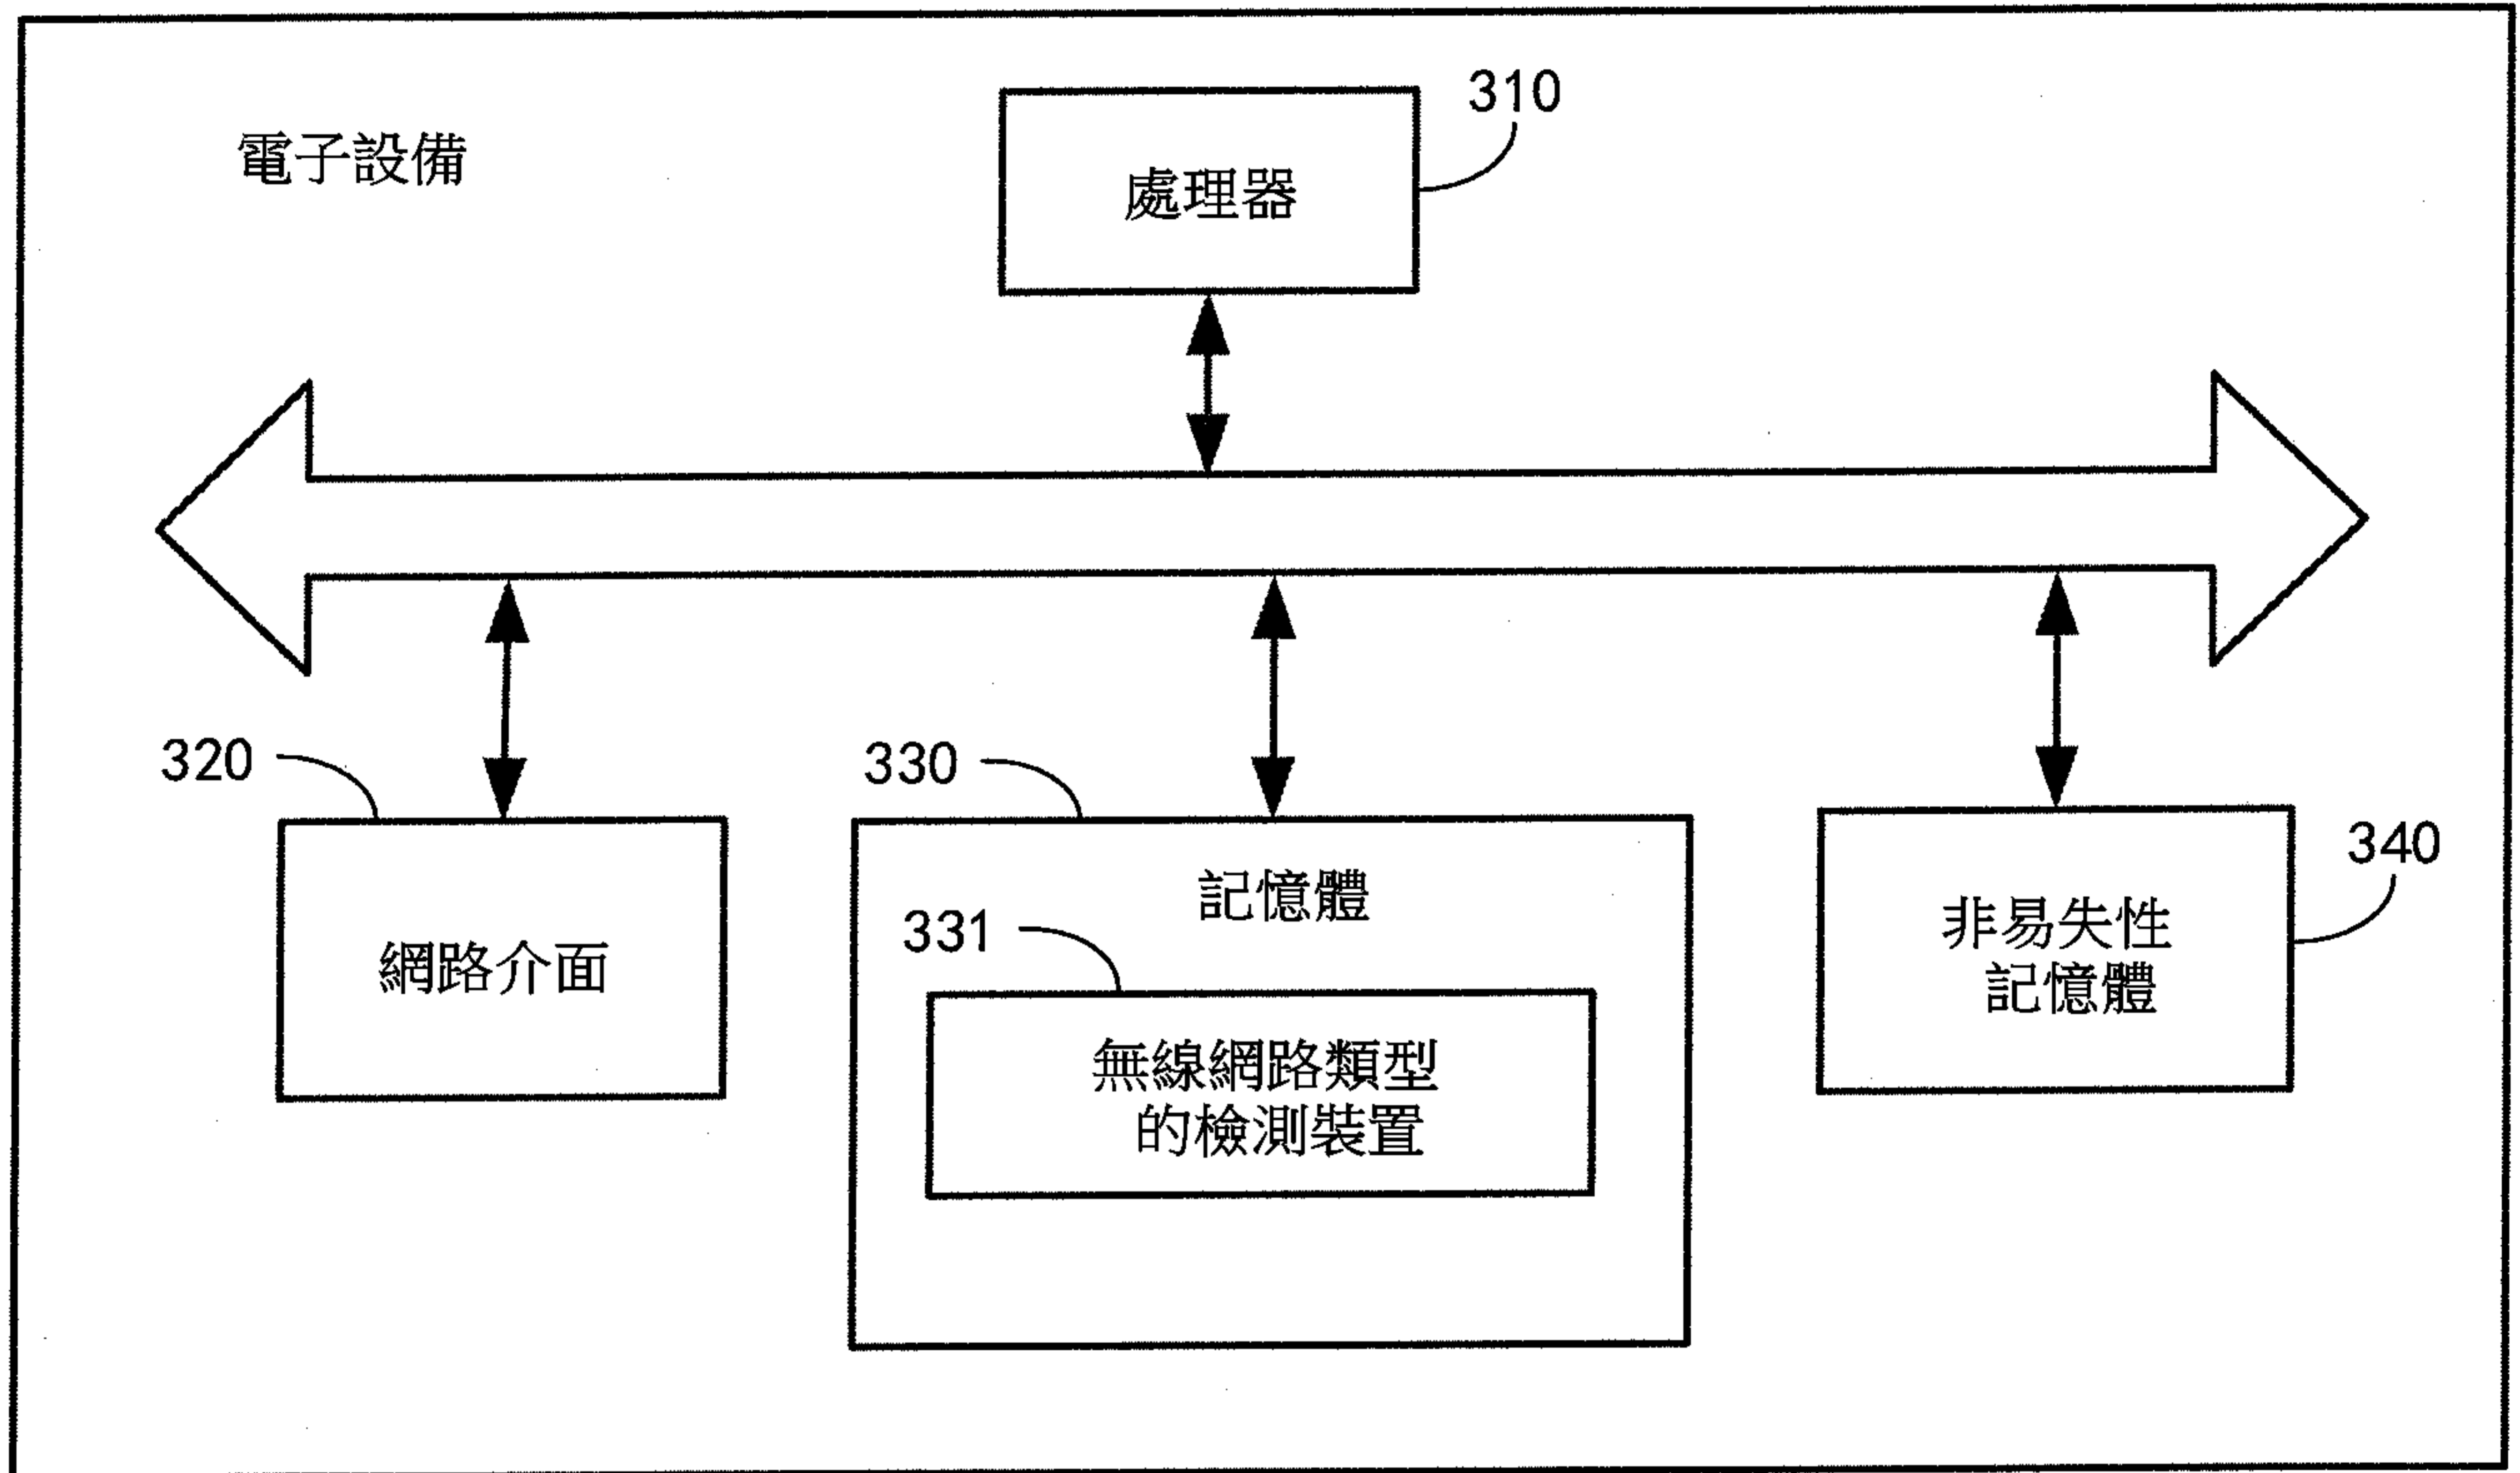 電子設備
310
處理器
320
網路介面
330
記憶體
331
無線網路類型
的檢測裝置
340
非易失性
記憶體